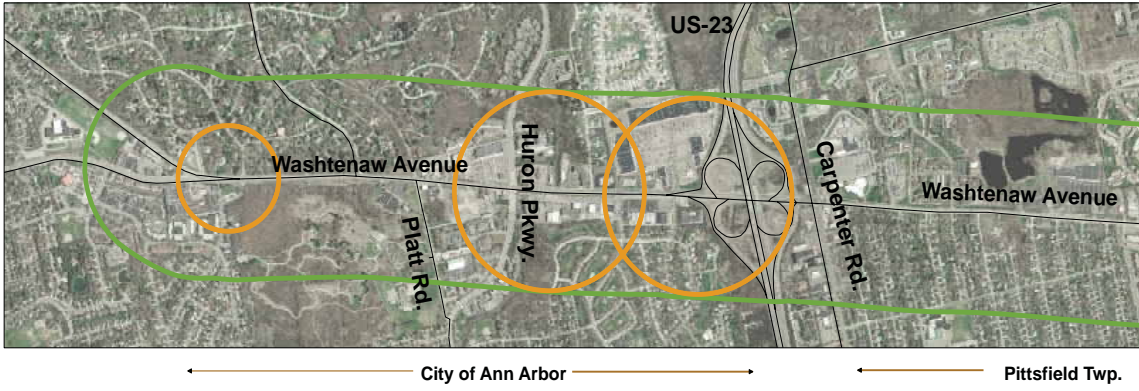 US-23
Huron Pkwy.
Washtenaw Avenue
Carpenter Rd.
Washtenaw Avenue
Platt Rd.
City of Ann Arbor
Pittsfield Twp.